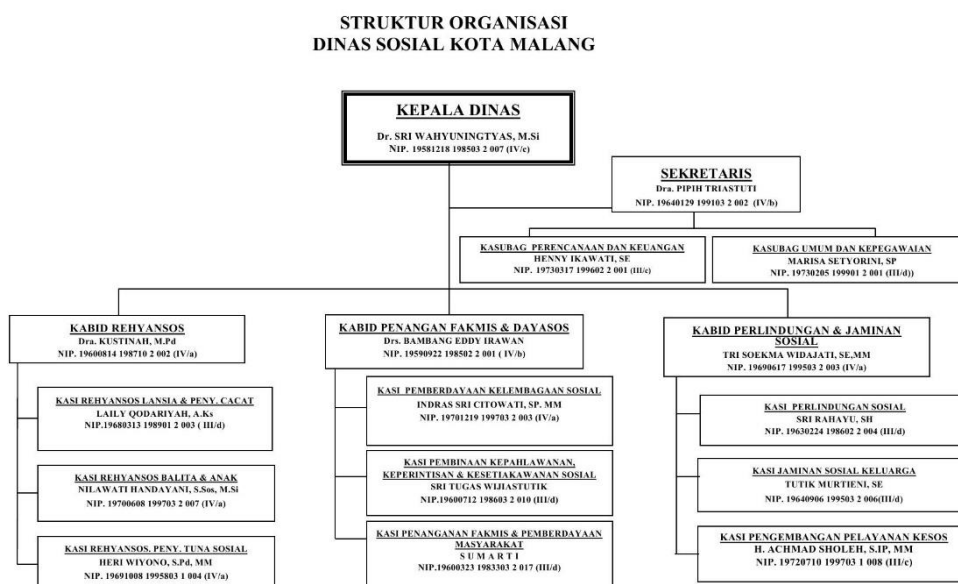 STRUKTUR ORGANISASI
DINAS SOSIAL KOTA MALANG
KEPALA DINAS
Dr. SRI WAHYUNINGTYAS, M.Si
NIP. 19581218 198503 2 007 (IV/c)
SEKRETARIS
Dra. PIPIH TRIASTUTI
NIP. 19640129 199103 2 002 (IV/b)
KASUBAG PERENCANAAN DAN KEUANGAN
HENNY IKAWATI, SE
NIP. 19730317 199602 2 001 (III/c)
KASUBAG UMUM DAN KEPEGAWAIAN
MARISA SETYORINI, SP
NIP. 19730205 199901 2 001 (III/d))
KABID REHYANSOS
Dra. KUSTINAH, M.Pd
NIP. 19600814 198710 2 002 (IV/a)
KASI REHYANSOS LANSIA & PENY. CACAT
LAILY QODARIYAH, A.Ks
NIP.19680313 198901 2 003 ( III/d)
KASI REHYANSOS BALITA & ANAK
NILAWATI HANDAYANI, S.Sos, M.Si
NIP. 19700608 199703 2 007 (IV/a)
KASI REHYANSOS. PENY. TUNA SOSIAL
HERI WIYONO, S.Pd, MM
NIP. 19691008 1995803 1 004 (IV/a)
KABID PENANGAN FAKMIS & DAYASOS
Drs. BAMBANG EDDY IRAWAN
NIP. 19590922 198502 2 001 ( IV/b)
KASI PEMBERDAYAAN KELEMBAGAAN SOSIAL
INDRAS SRI CITOWATI, SP. MM
NIP. 19701219 199703 2 003 (IV/a)
KASI PEMBINAAN KEPAHLAWANAN,
KEPERINTISAN & KESETIAKAWANAN SOSIAL
SRI TUGAS WIJIASTUTIK
NIP.19600712 198603 2 010 (III/d)
KASI PENANGANAN FAKMIS & PEMBERDAYAAN
MASYARAKAT
S U M A R T I
NIP.19600323 1983303 2 017 (III/d)
KABID PERLINDUNGAN & JAMINAN
SOSIAL
TRI SOEKMA WIDAJATI, SE,MM
NIP. 19690617 199503 2 003 (IV/a)
KASI PERLINDUNGAN SOSIAL
SRI RAHAYU, SH
NIP. 19630224 198602 2 004 (III/d)
KASI JAMINAN SOSIAL KELUARGA
TUTIK MURTIENI, SE
NIP. 19640906 199503 2 006(III/d)
KASI PENGEMBANGAN PELAYANAN KESOS
H. ACHMAD SHOLEH, S.IP, MM
NIP. 19720710 199703 1 008 (III/c)